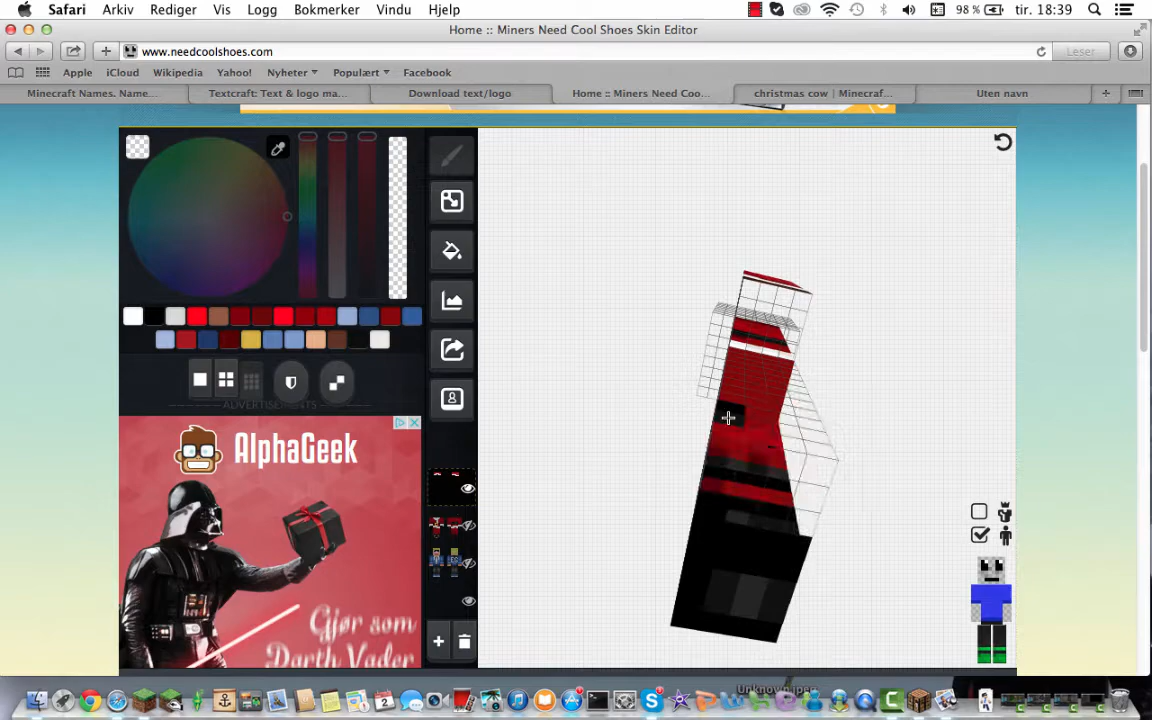 Safari Arkiv Rediger Vis Logg Bokmerker Vindu Hjelp 98 % tir. 18:39
Home :: Miners Need Cool Shoes Skin Editor
www.needcoolshoes.com Leser
Apple iCloud Wikipedia Yahoo! Nyheter Populært Facebook
Minecraft Names. Name... Textcraft: Text & logo ma... Download text/logo Home :: Miners Need Coo... christmas cow | Minecraf... Uten navn
ADVERTISEMENTS
AlphaGeek
Gjør som
Darth Vader
2